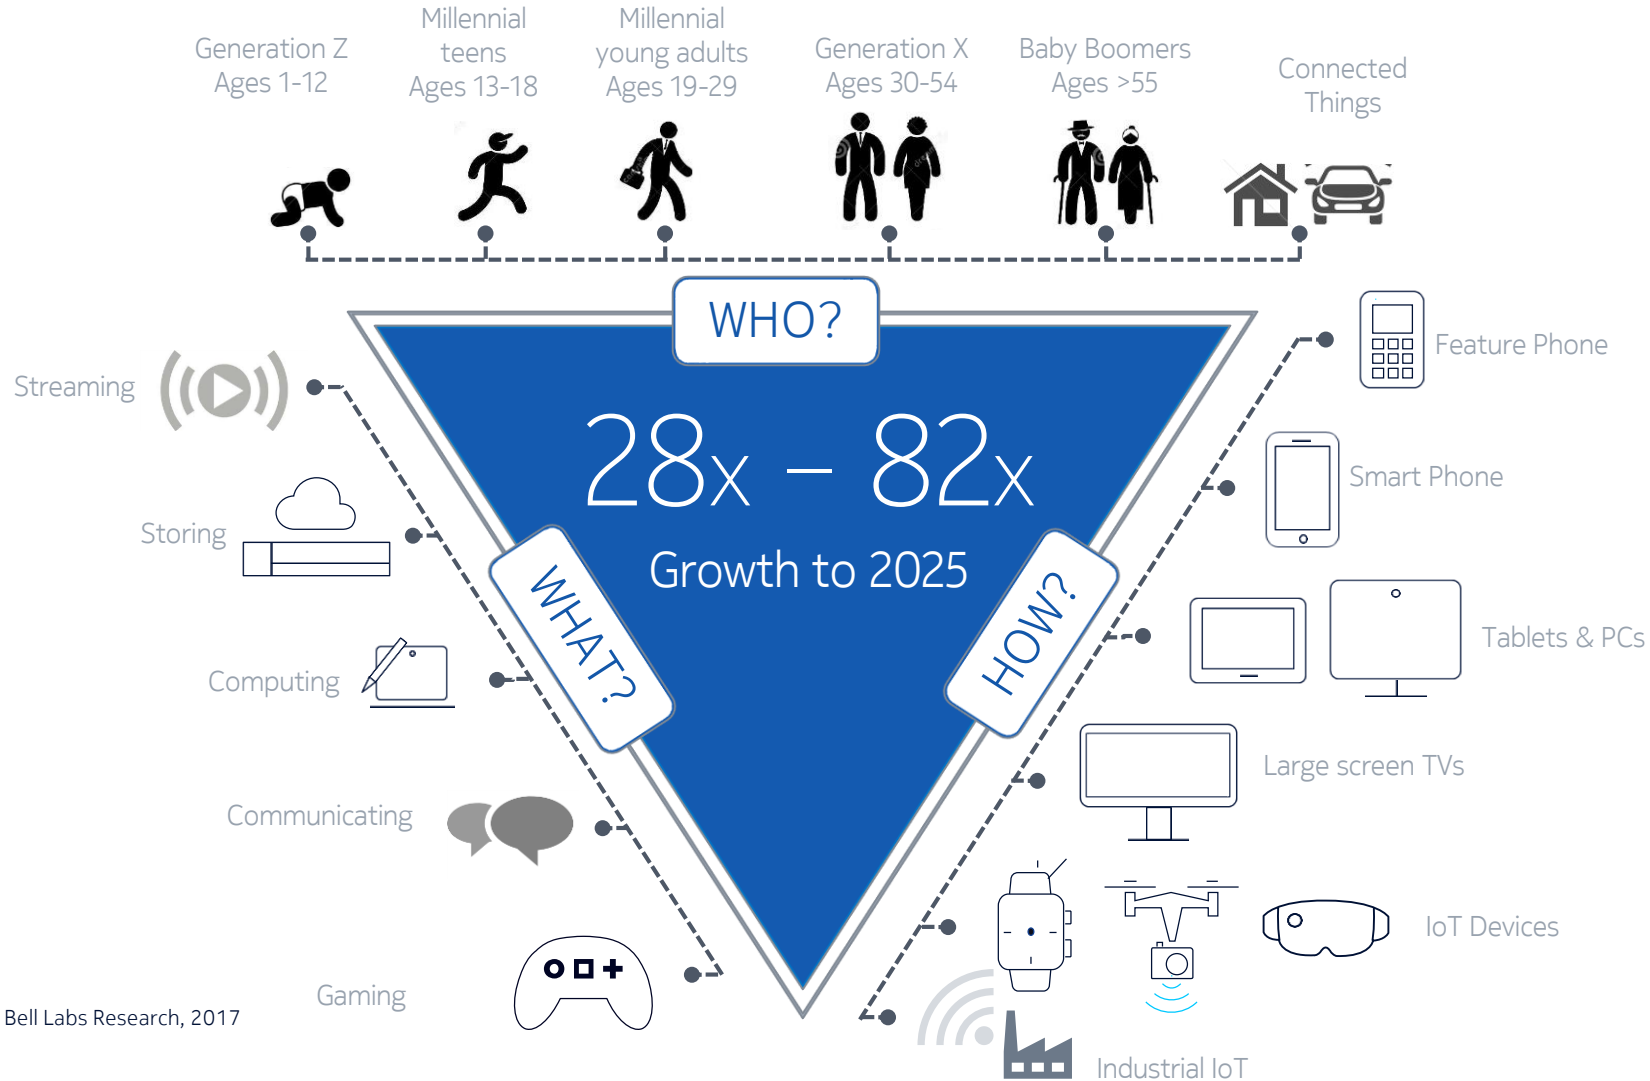 Generation Z
Ages 1-12
Millennial
teens
Ages 13-18
Millennial
young adults
Ages 19-29
Generation X
Ages 30-54
Baby Boomers
Ages >55
Connected
Things
WHO?
28x – 82x
Growth to 2025
WHAT?
HOW?
Streaming
Storing
Computing
Communicating
Gaming
Feature Phone
Smart Phone
Tablets & PCs
Large screen TVs
IoT Devices
Industrial IoT
Bell Labs Research, 2017